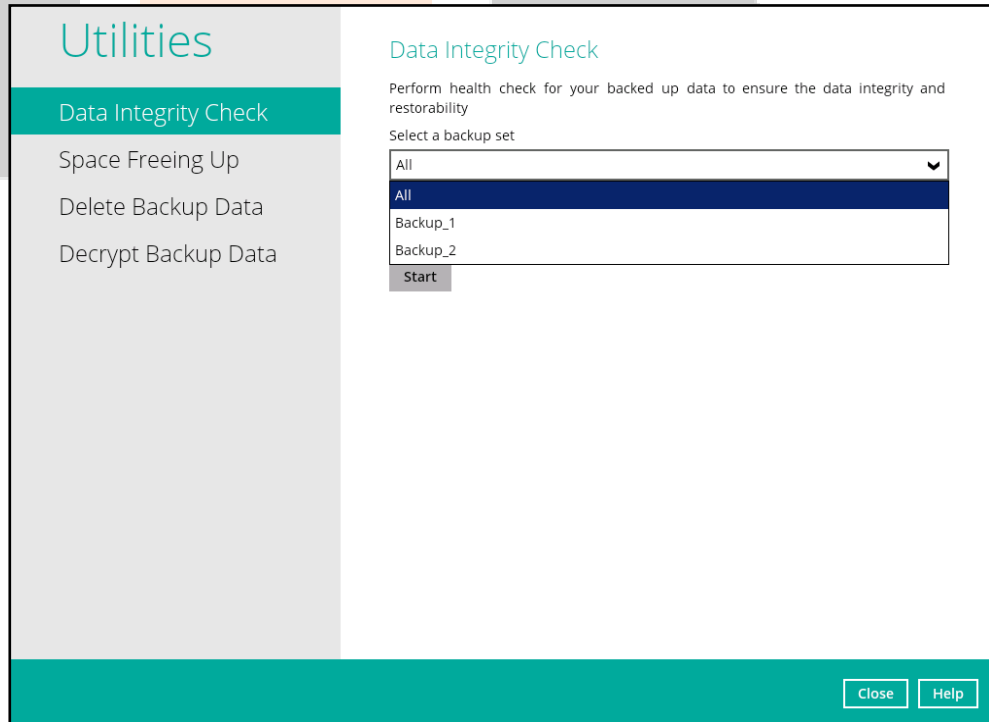 Utilities
Data Integrity Check
Space Freeing Up
Delete Backup Data
Decrypt Backup Data
Data Integrity Check
Perform health check for your backed up data to ensure the data integrity and
restorability
Select a backup set
All
All
Backup_1
Backup_2
Start
Close
Help